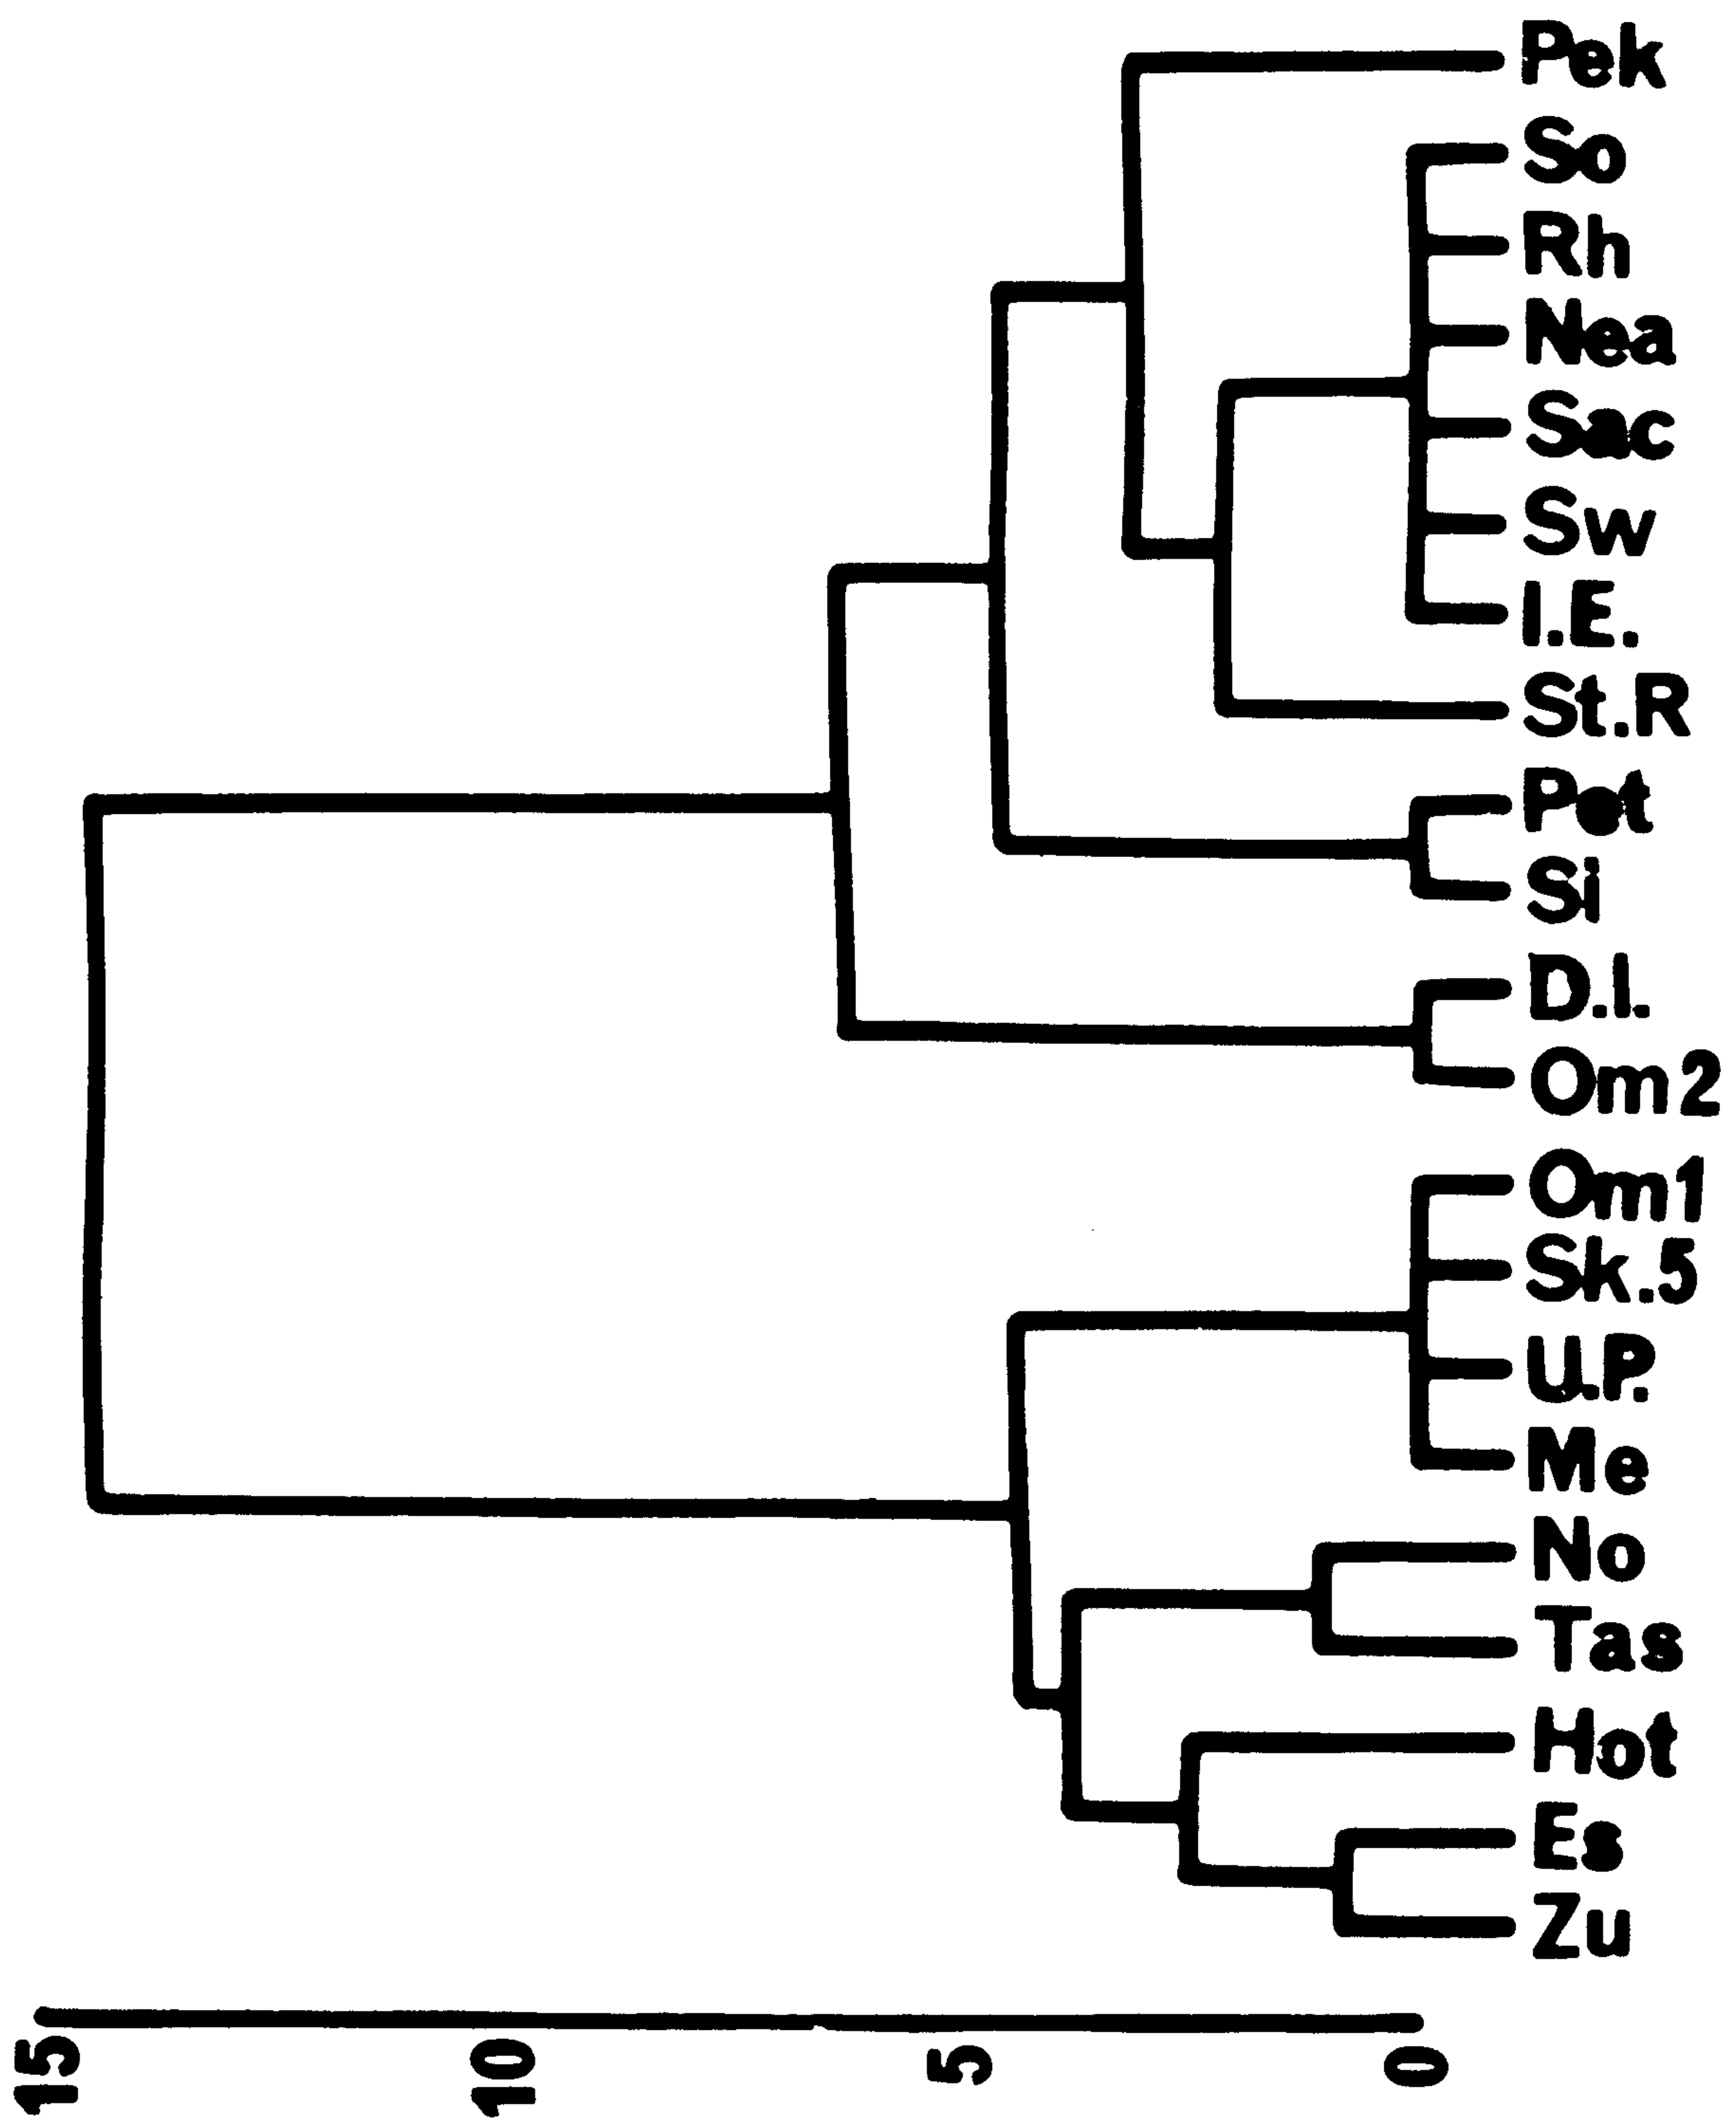 Pek
So
Rh
Nea
Sac
Sw
I.E.
St.R
Pet
Si
D.I.
Om2
Om1
Sk.5
U.P.
Me
No
Tas
Hot
Es
Zu
15 10 5 0